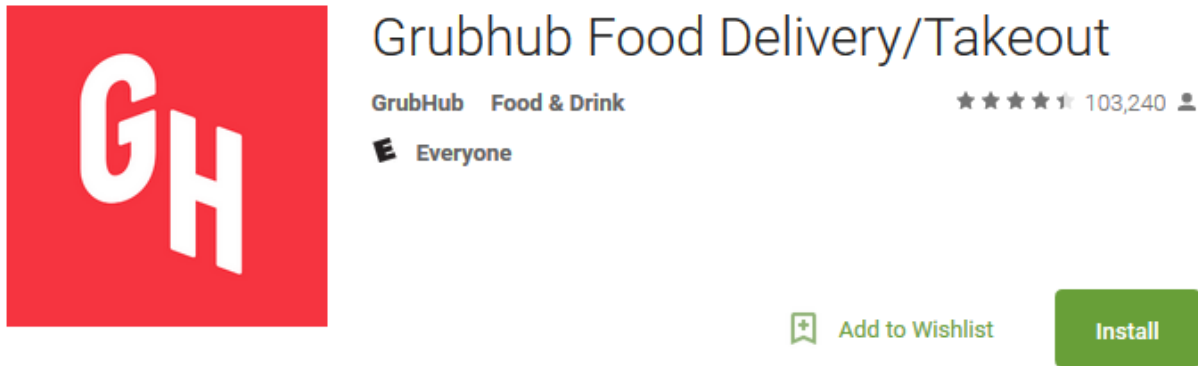 GH
Grubhub Food Delivery/Takeout
GrubHub Food & Drink 103,240
E Everyone
Add to Wishlist Install